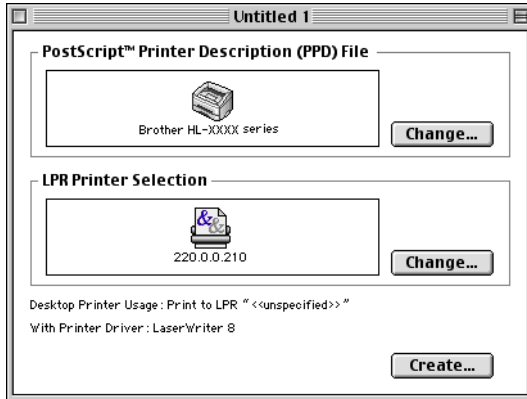 Untitled 1
PostScript™ Printer Description (PPD) File
Brother HL-XXXX series
Change...
LPR Printer Selection
220.0.0.210
Change...
Desktop Printer Usage : Print to LPR “ <<unspecified>> ”
With Printer Driver : LaserWriter 8
Create...